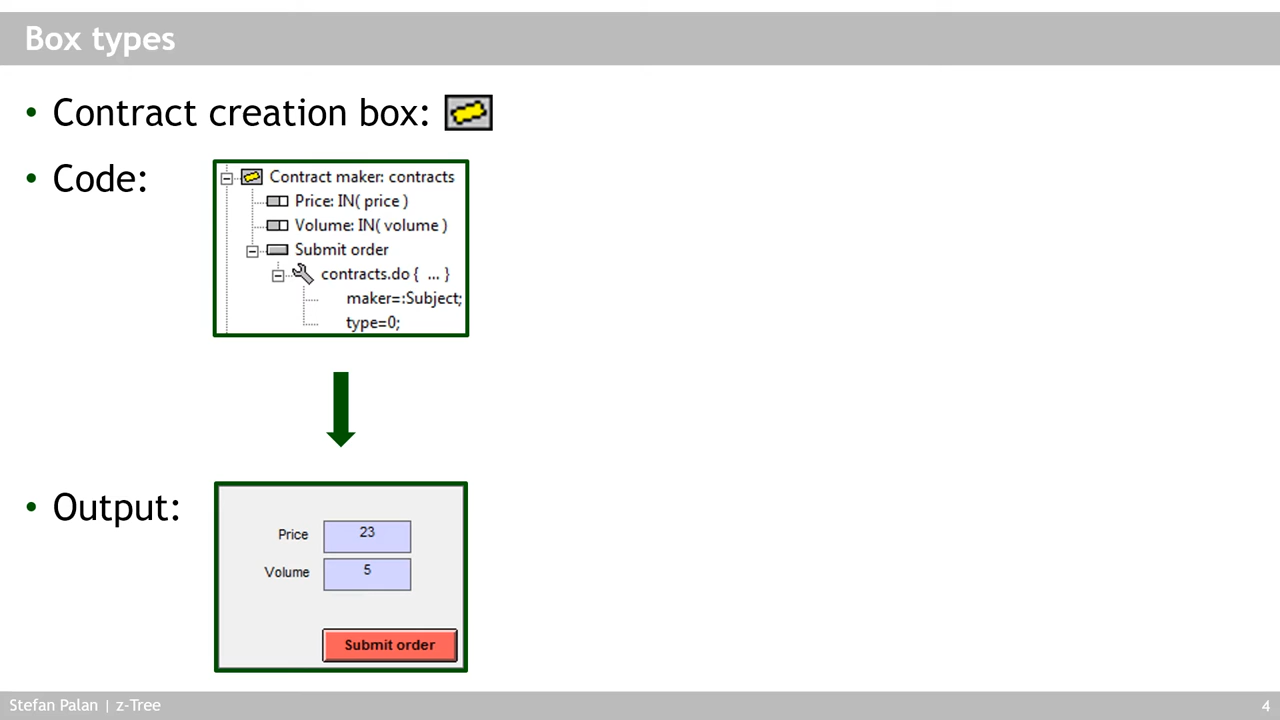 Box types
• Contract creation box:
• Code:
Contract maker: contracts
Price: IN( price )
Volume: IN( volume )
Submit order
contracts.do { ... }
maker=:Subject;
type=0;
• Output:
Price 23
Volume 5
Submit order
Stefan Palan | z-Tree 4